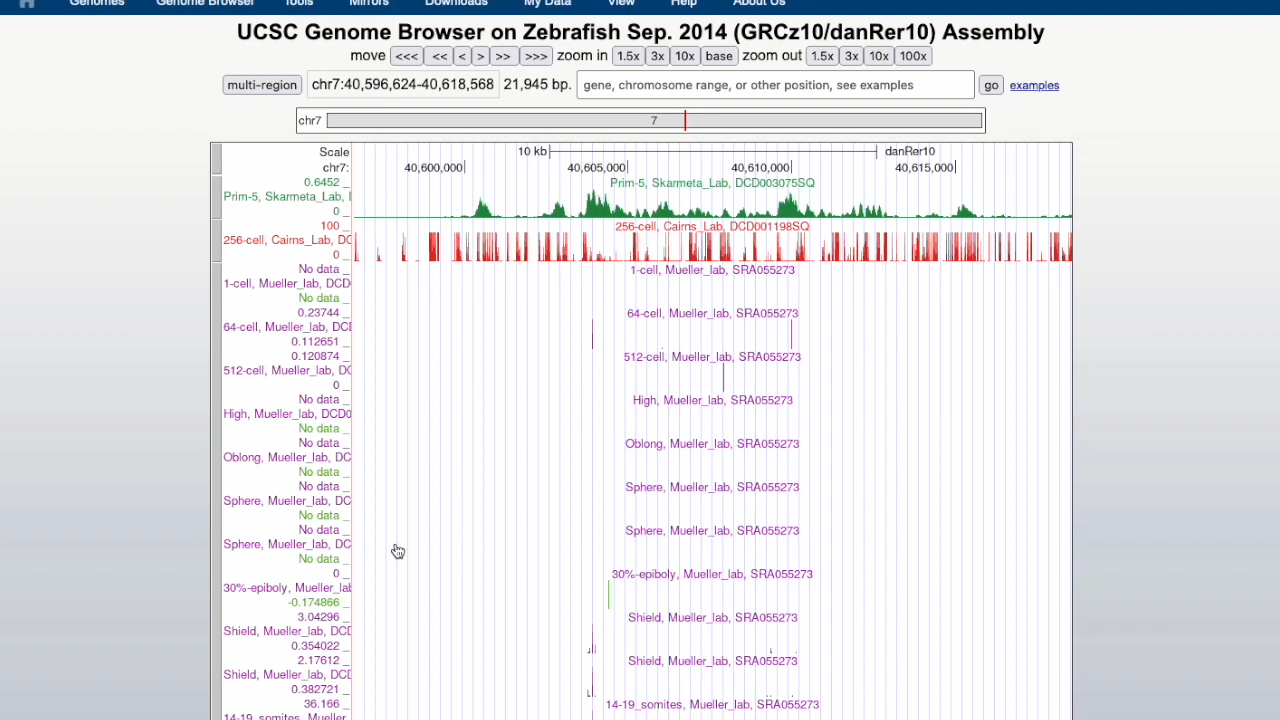 Genomes Genome Browser Tools Mirrors Downloads My Data View Help About Us
UCSC Genome Browser on Zebrafish Sep. 2014 (GRCz10/danRer10) Assembly
move <<< << < > >> >>> zoom in 1.5x 3x 10x base zoom out 1.5x 3x 10x 100x
multi-region chr7:40,596,624-40,618,568 21,945 bp. gene, chromosome range, or other position, see examples go examples
chr7 7
Scale 10 kb danRer10
chr7: 40,600,000 40,605,000 40,610,000 40,615,000
0.6452 _ Prim-5, Skarmeta_Lab, DCD003075SQ
Prim-5, Skarmeta_Lab,
0 _
100 _ 256-cell, Cairns_Lab, DCD001198SQ
256-cell, Cairns_Lab, DC
0 _
No data _ 1-cell, Mueller_lab, SRA055273
1-cell, Mueller_lab, DCD
No data _
0.23744 _ 64-cell, Mueller_lab, SRA055273
64-cell, Mueller_lab, DCD
0.112651 _
0.120874 _ 512-cell, Mueller_lab, SRA055273
512-cell, Mueller_lab, DC
0 _
No data _ High, Mueller_lab, SRA055273
High, Mueller_lab, DCD0
No data _
No data _ Oblong, Mueller_lab, SRA055273
Oblong, Mueller_lab, DC
No data _
No data _ Sphere, Mueller_lab, SRA055273
Sphere, Mueller_lab, DC
No data _
No data _ Sphere, Mueller_lab, SRA055273
Sphere, Mueller_lab, DC
No data _
0 _ 30%-epiboly, Mueller_lab, SRA055273
30%-epiboly, Mueller_lab
-0.174866 _
3.04296 _ Shield, Mueller_lab, SRA055273
Shield, Mueller_lab, DCD
0.354022 _
2.17612 _ Shield, Mueller_lab, SRA055273
Shield, Mueller_lab, DCD
0.382721 _
36.166 _ 14-19_somites, Mueller_lab, SRA055273
14-19_somites, Mueller